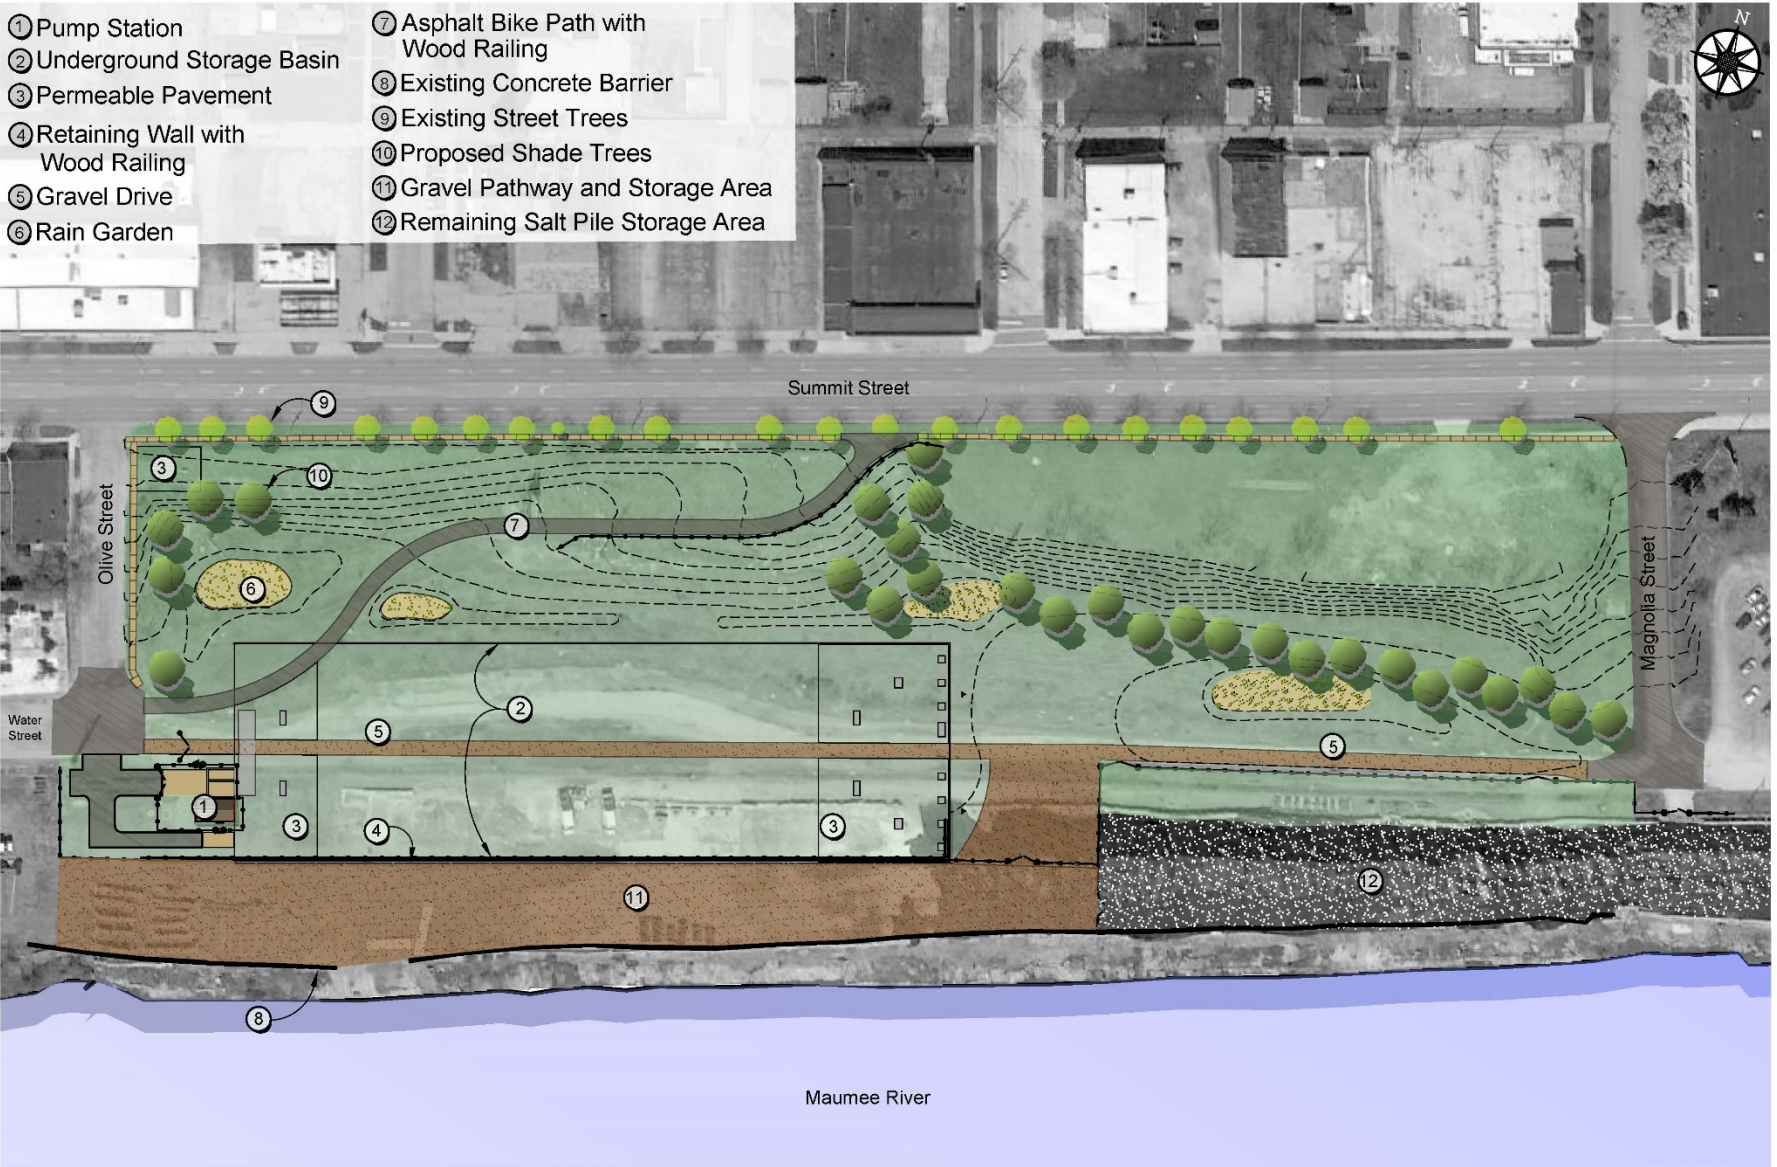 1 Pump Station
2 Underground Storage Basin
3 Permeable Pavement
4 Retaining Wall with
Wood Railing
5 Gravel Drive
6 Rain Garden
7 Asphalt Bike Path with
Wood Railing
8 Existing Concrete Barrier
9 Existing Street Trees
10 Proposed Shade Trees
11 Gravel Pathway and Storage Area
12 Remaining Salt Pile Storage Area
N
Summit Street
9
3
10
7
Olive Street
6
Magnolia Street
2
Water
Street
5
5
1
3
4
3
11
12
8
Maumee River